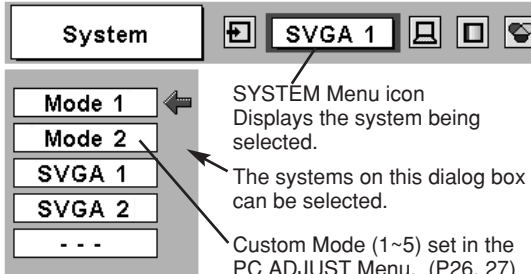 System
SVGA 1
Mode 1
Mode 2
SVGA 1
SVGA 2
- - -
SYSTEM Menu icon
Displays the system being
selected.
The systems on this dialog box
can be selected.
Custom Mode (1~5) set in the
PC ADJUST Menu. (P26, 27)